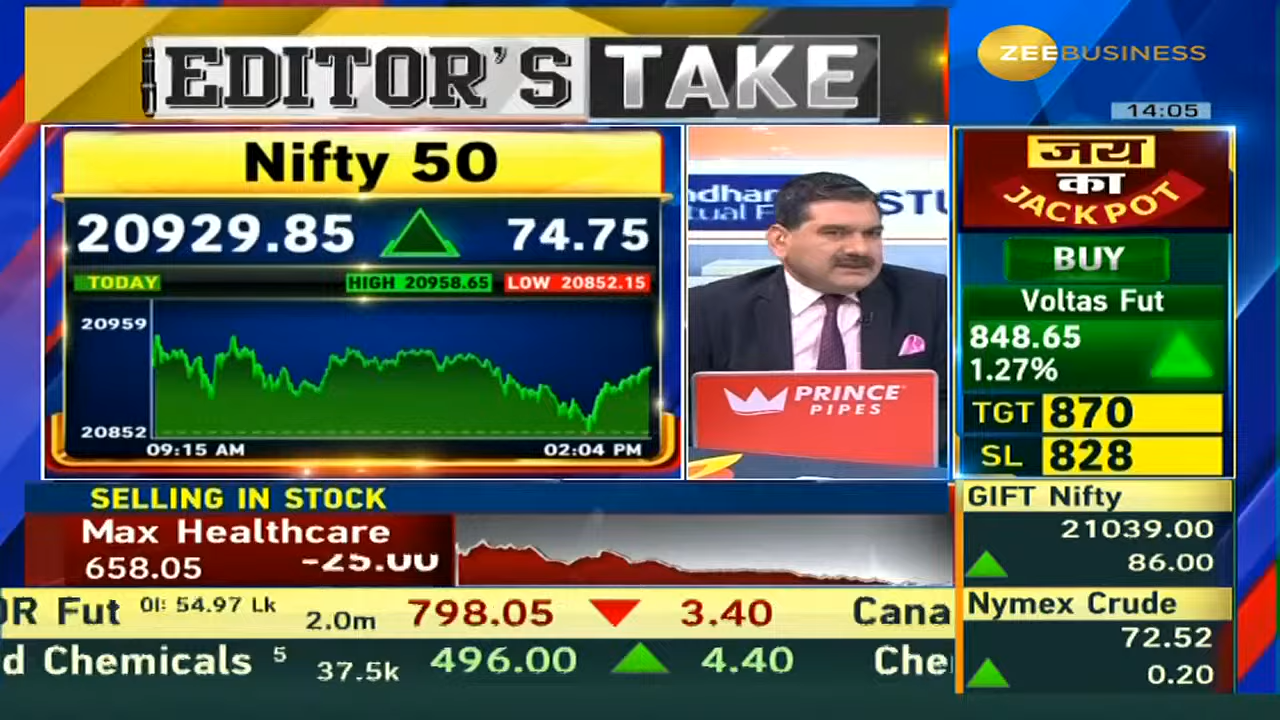 EDITOR'S TAKE
ZEEBUSINESS
14:05
Nifty 50
20929.85 74.75
TODAY HIGH 20958.65 LOW 20852.15
20959
20852
09:15 AM 02:04 PM
PRINCE
PIPES
जय
का
JACKPOT
BUY
Voltas Fut
848.65
1.27%
TGT 870
SL 828
SELLING IN STOCK
Max Healthcare
658.05 -25.00
GIFT Nifty
21039.00
86.00
Nymex Crude
72.52
0.20
Fut OI: 54.97 Lk 2.0m 798.05 3.40 Cana
d Chemicals 5 37.5k 496.00 4.40 Che